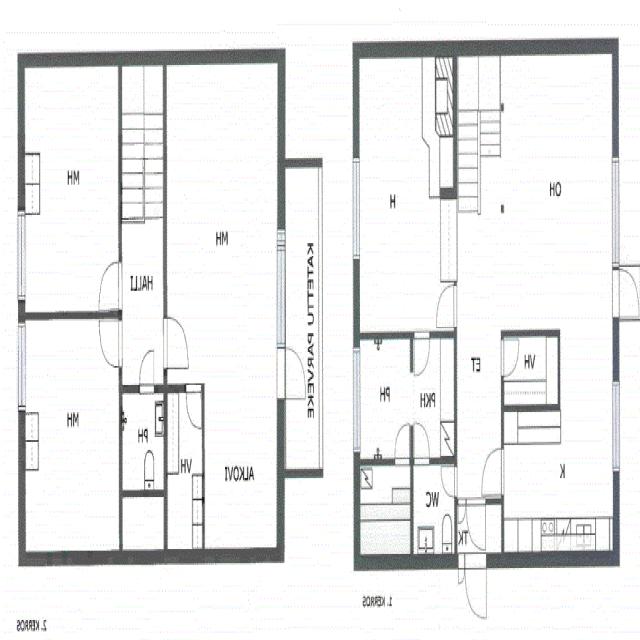 MH
MH
HALLI
MH
KATETTU PARVEKE
PH
VH
ALKOVI
2. KERROS
H
OH
ET
VH
PH
PKH
K
WC
TK
1. KERROS